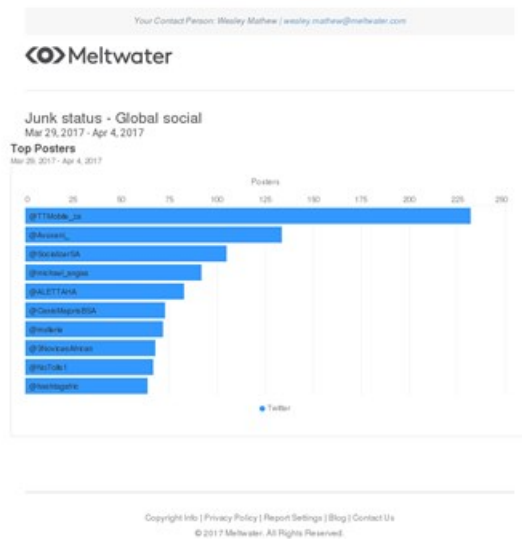 Your Contact Person: Wesley Mathew | wesley.mathew@meltwater.com
Meltwater
Junk status - Global social
Mar 29, 2017 - Apr 4, 2017
Top Posters
Mar 29, 2017 - Apr 4, 2017
Posters
0 25 50 75 100 125 150 175 200 225 250
@TTMobile_za
@SocialistSA
@ALETTAHA
@NoTolls1
Twitter
Copyright Info | Privacy Policy | Report Settings | Blog | Contact Us
© 2017 Meltwater. All Rights Reserved.